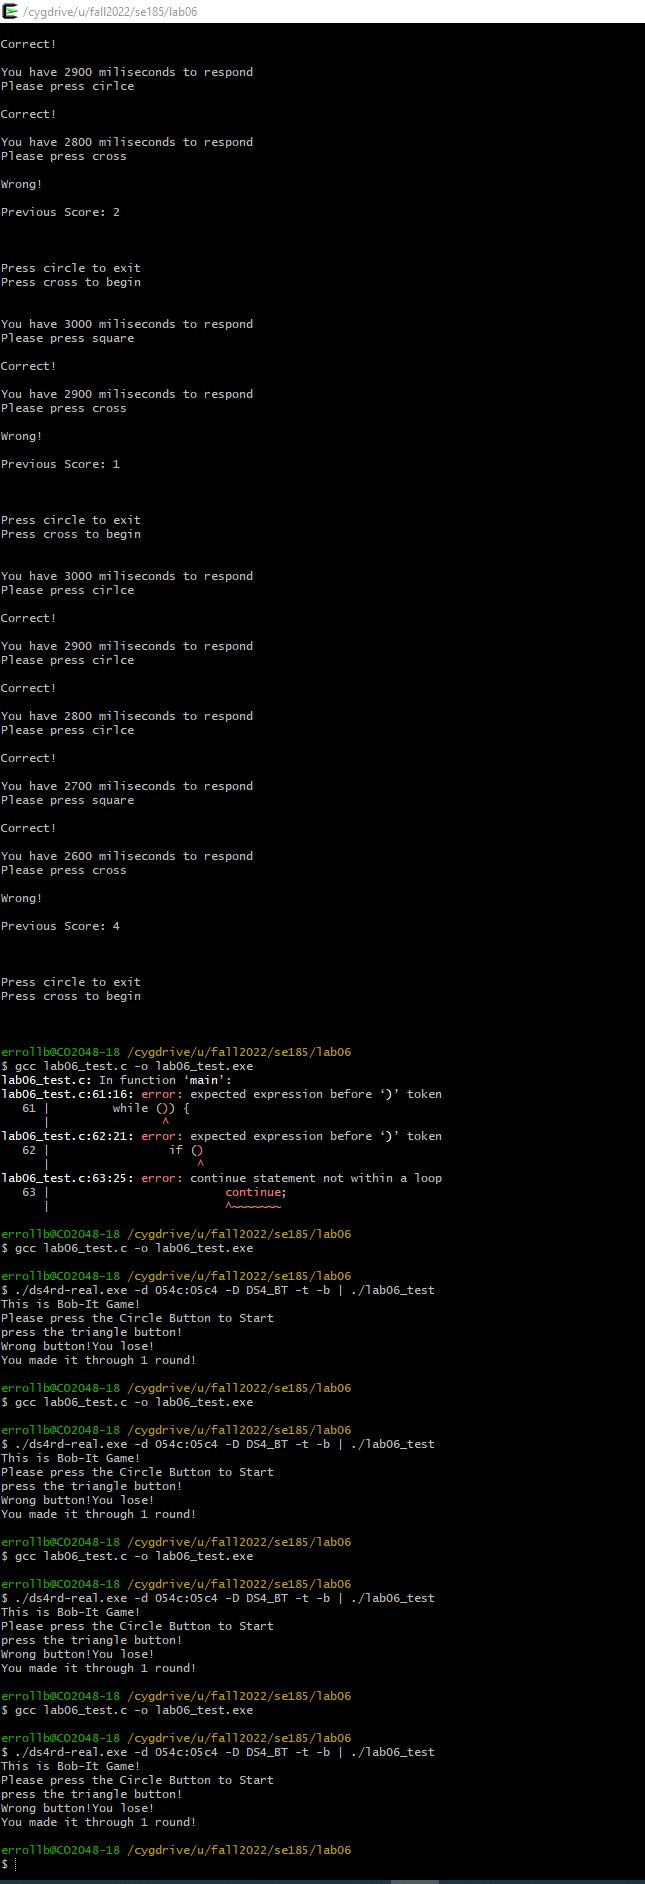 /cygdrive/u/fall2022/se185/lab06
Correct!
You have 2900 miliseconds to respond
Please press cirlce
Correct!
You have 2800 miliseconds to respond
Please press cross
Wrong!
Previous Score: 2
Press circle to exit
Press cross to begin
You have 3000 miliseconds to respond
Please press square
Correct!
You have 2900 miliseconds to respond
Please press cross
Wrong!
Previous Score: 1
Press circle to exit
Press cross to begin
You have 3000 miliseconds to respond
Please press cirlce
Correct!
You have 2900 miliseconds to respond
Please press cirlce
Correct!
You have 2800 miliseconds to respond
Please press cirlce
Correct!
You have 2700 miliseconds to respond
Please press square
Correct!
You have 2600 miliseconds to respond
Please press cross
Wrong!
Previous Score: 4
Press circle to exit
Press cross to begin
errollb@CO2048-18 /cygdrive/u/fall2022/se185/lab06
$ gcc lab06_test.c -o lab06_test.exe
lab06_test.c: In function ‘main’:
lab06_test.c:61:16: error: expected expression before ‘)’ token
61 | while ()) {
| ^
lab06_test.c:62:21: error: expected expression before ‘)’ token
62 | if ()
| ^
lab06_test.c:63:25: error: continue statement not within a loop
63 | continue;
| ^~~~~~~~
errollb@CO2048-18 /cygdrive/u/fall2022/se185/lab06
$ gcc lab06_test.c -o lab06_test.exe
errollb@CO2048-18 /cygdrive/u/fall2022/se185/lab06
$ ./ds4rd-real.exe -d 054c:05c4 -D DS4_BT -t -b | ./lab06_test
This is Bob-It Game!
Please press the Circle Button to Start
press the triangle button!
Wrong button!You lose!
You made it through 1 round!
errollb@CO2048-18 /cygdrive/u/fall2022/se185/lab06
$ gcc lab06_test.c -o lab06_test.exe
errollb@CO2048-18 /cygdrive/u/fall2022/se185/lab06
$ ./ds4rd-real.exe -d 054c:05c4 -D DS4_BT -t -b | ./lab06_test
This is Bob-It Game!
Please press the Circle Button to Start
press the triangle button!
Wrong button!You lose!
You made it through 1 round!
errollb@CO2048-18 /cygdrive/u/fall2022/se185/lab06
$ gcc lab06_test.c -o lab06_test.exe
errollb@CO2048-18 /cygdrive/u/fall2022/se185/lab06
$ ./ds4rd-real.exe -d 054c:05c4 -D DS4_BT -t -b | ./lab06_test
This is Bob-It Game!
Please press the Circle Button to Start
press the triangle button!
Wrong button!You lose!
You made it through 1 round!
errollb@CO2048-18 /cygdrive/u/fall2022/se185/lab06
$ gcc lab06_test.c -o lab06_test.exe
errollb@CO2048-18 /cygdrive/u/fall2022/se185/lab06
$ ./ds4rd-real.exe -d 054c:05c4 -D DS4_BT -t -b | ./lab06_test
This is Bob-It Game!
Please press the Circle Button to Start
press the triangle button!
Wrong button!You lose!
You made it through 1 round!
errollb@CO2048-18 /cygdrive/u/fall2022/se185/lab06
$